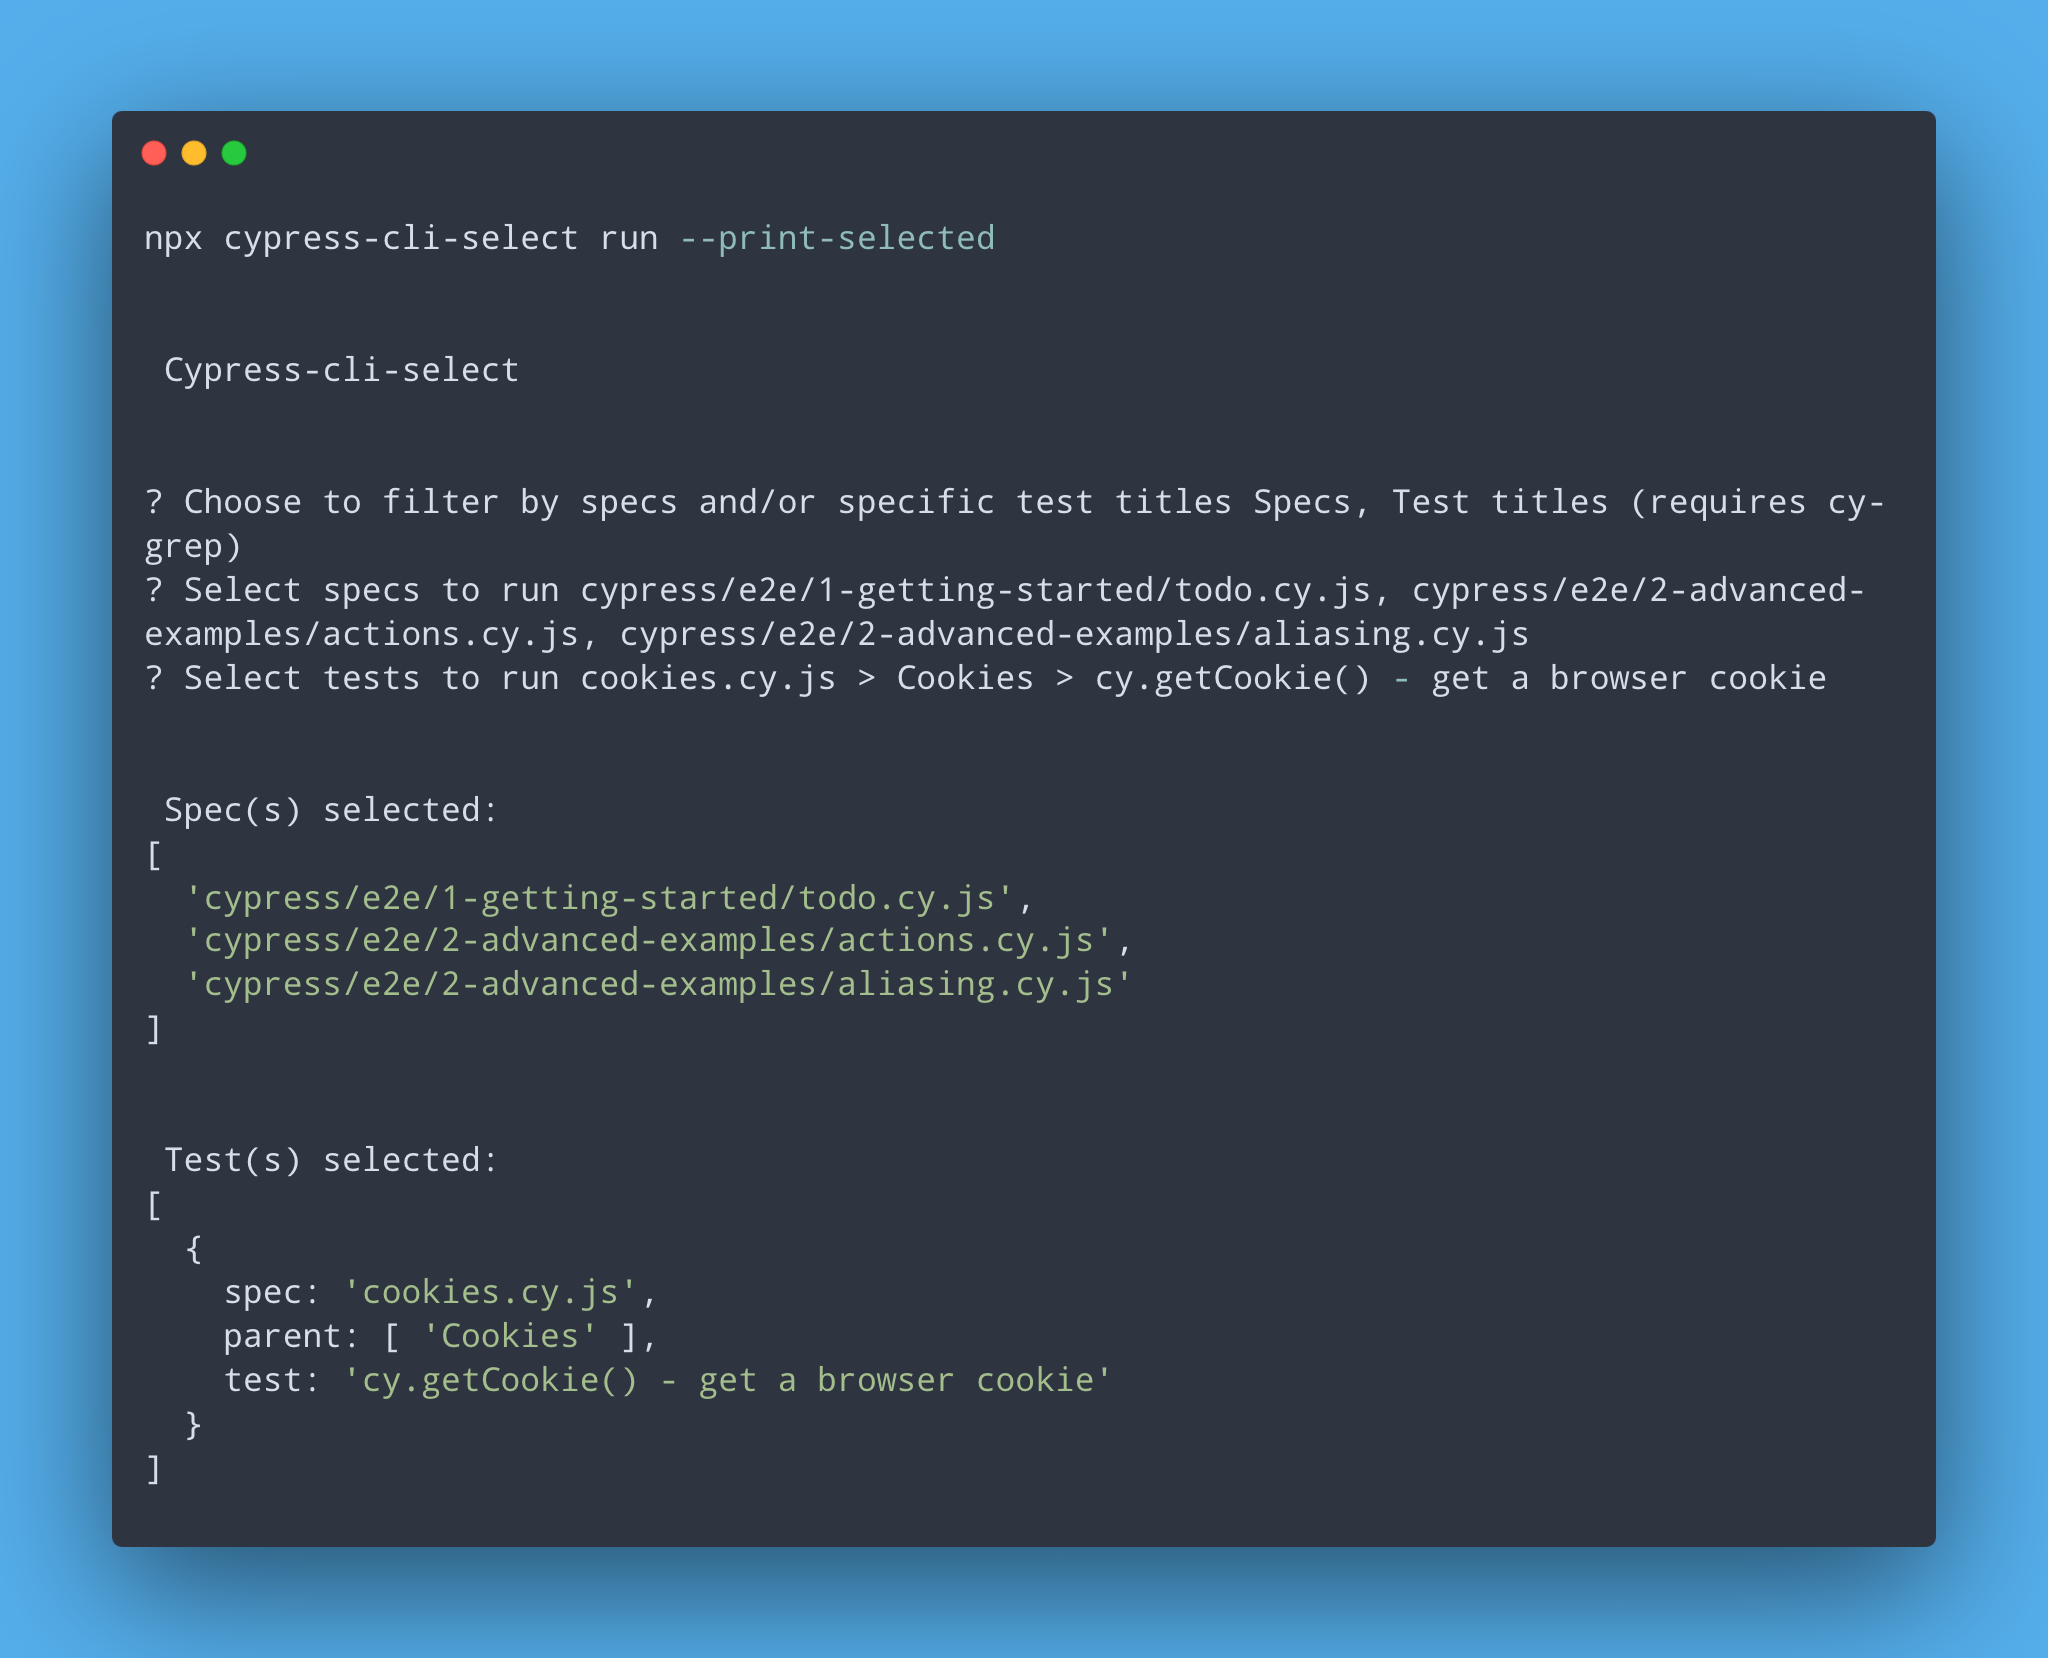 npx cypress-cli-select run --print-selected
Cypress-cli-select
? Choose to filter by specs and/or specific test titles Specs, Test titles (requires cy-
grep)
? Select specs to run cypress/e2e/1-getting-started/todo.cy.js, cypress/e2e/2-advanced-
examples/actions.cy.js, cypress/e2e/2-advanced-examples/aliasing.cy.js
? Select tests to run cookies.cy.js > Cookies > cy.getCookie() - get a browser cookie
Spec(s) selected:
[
  'cypress/e2e/1-getting-started/todo.cy.js',
  'cypress/e2e/2-advanced-examples/actions.cy.js',
  'cypress/e2e/2-advanced-examples/aliasing.cy.js'
]
Test(s) selected:
[
  {
    spec: 'cookies.cy.js',
    parent: [ 'Cookies' ],
    test: 'cy.getCookie() - get a browser cookie'
  }
]